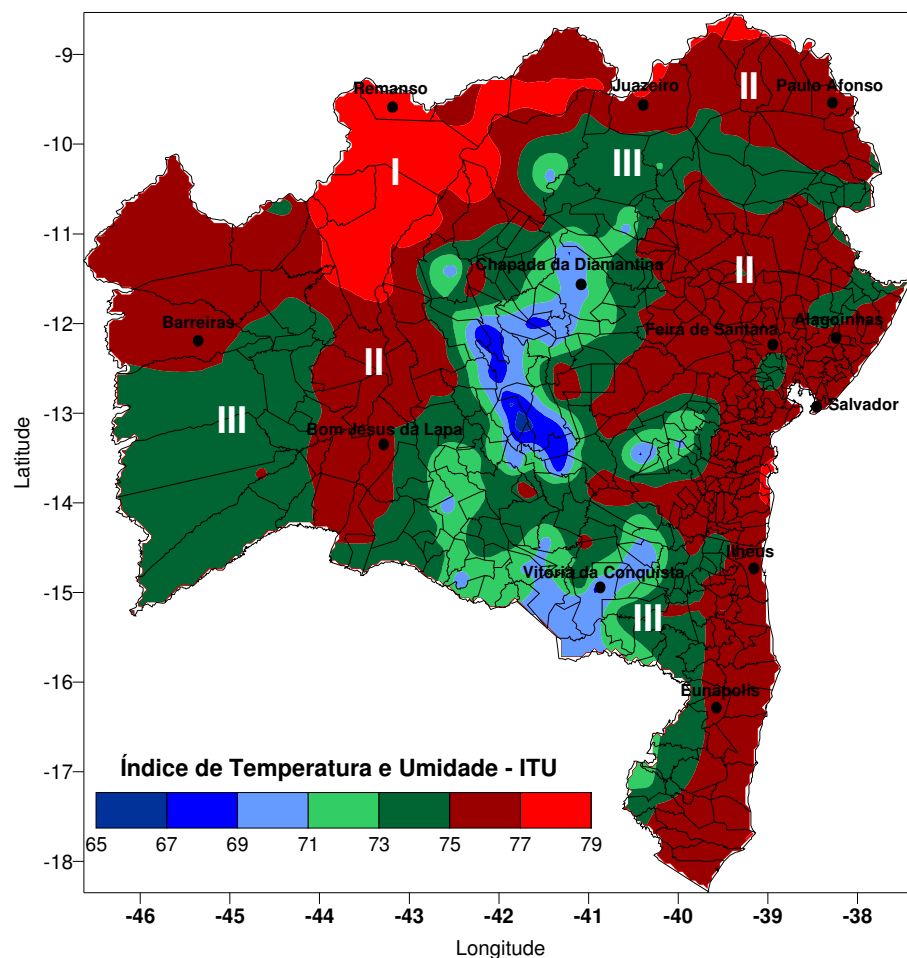 -9
-10
-11
-12
-13
-14
-15
-16
-17
-18
Latitude
Remanso
Juazeiro
II
Paulo Afonso
I
III
Chapada da Diamantina
II
Barreiras
Feira de Santana
Alagoinhas
II
III
Salvador
Bom Jesus da Lapa
Ilhéus
Vitória da Conquista
III
Eunápolis
Índice de Temperatura e Umidade - ITU
65 67 69 71 73 75 77 79
-46 -45 -44 -43 -42 -41 -40 -39 -38
Longitude